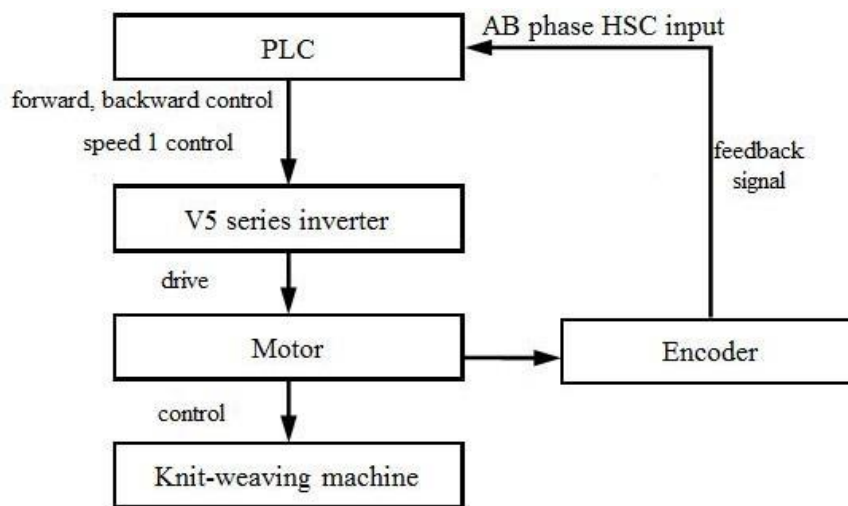 AB phase HSC input
PLC
forward, backward control
speed 1 control
feedback
signal
V5 series inverter
drive
Motor
Encoder
control
Knit-weaving machine